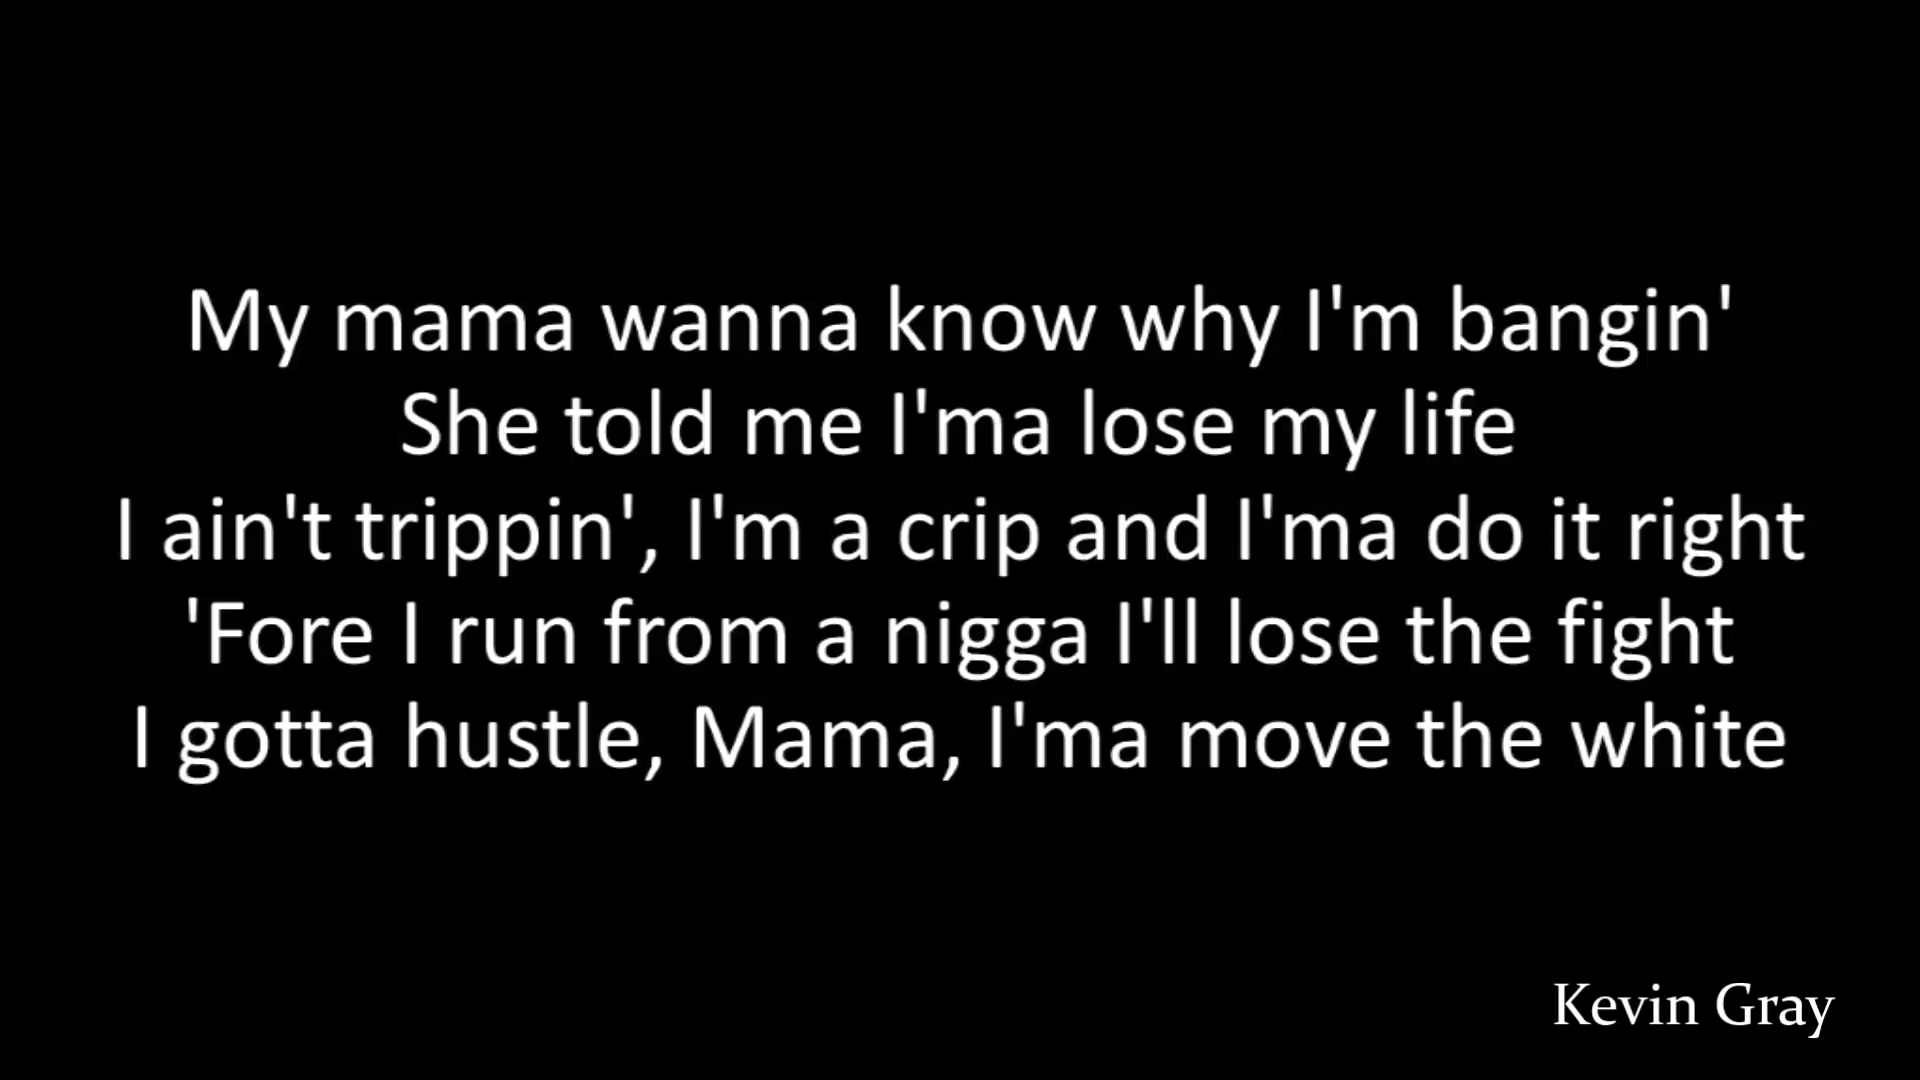 My mama wanna know why I'm bangin'
She told me I'ma lose my life
I ain't trippin', I'm a crip and I'ma do it right
'Fore I run from a nigga I'll lose the fight
I gotta hustle, Mama, I'ma move the white
Kevin Gray